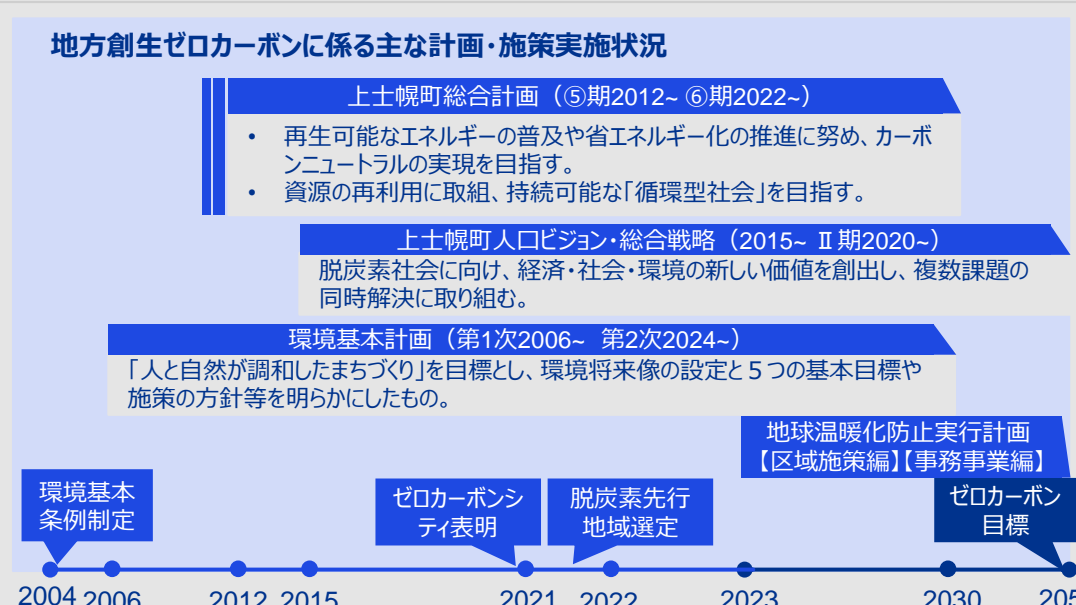 地方創生ゼロカーボンに係る主な計画・施策実施状況
上士幌町総合計画（⑤期2012~ ⑥期2022~）
• 再生可能なエネルギーの普及や省エネルギー化の推進に努め、カーボ
ンニュートラルの実現を目指す。
• 資源の再利用に取組、持続可能な「循環型社会」を目指す。
上士幌町人口ビジョン・総合戦略（2015~ Ⅱ期2020~）
脱炭素社会に向け、経済・社会・環境の新しい価値を創出し、複数課題の
同時解決に取り組む。
環境基本計画（第1次2006~ 第2次2024~）
「人と自然が調和したまちづくり」を目標とし、環境将来像の設定と５つの基本目標や
施策の方針等を明らかにしたもの。
地球温暖化防止実行計画
【区域施策編】【事務事業編】
環境基本
条例制定
ゼロカーボンシ
ティ表明
脱炭素先行
地域選定
ゼロカーボン
目標
2004 2006 2012 2015 2021 2022 2023 2030 205